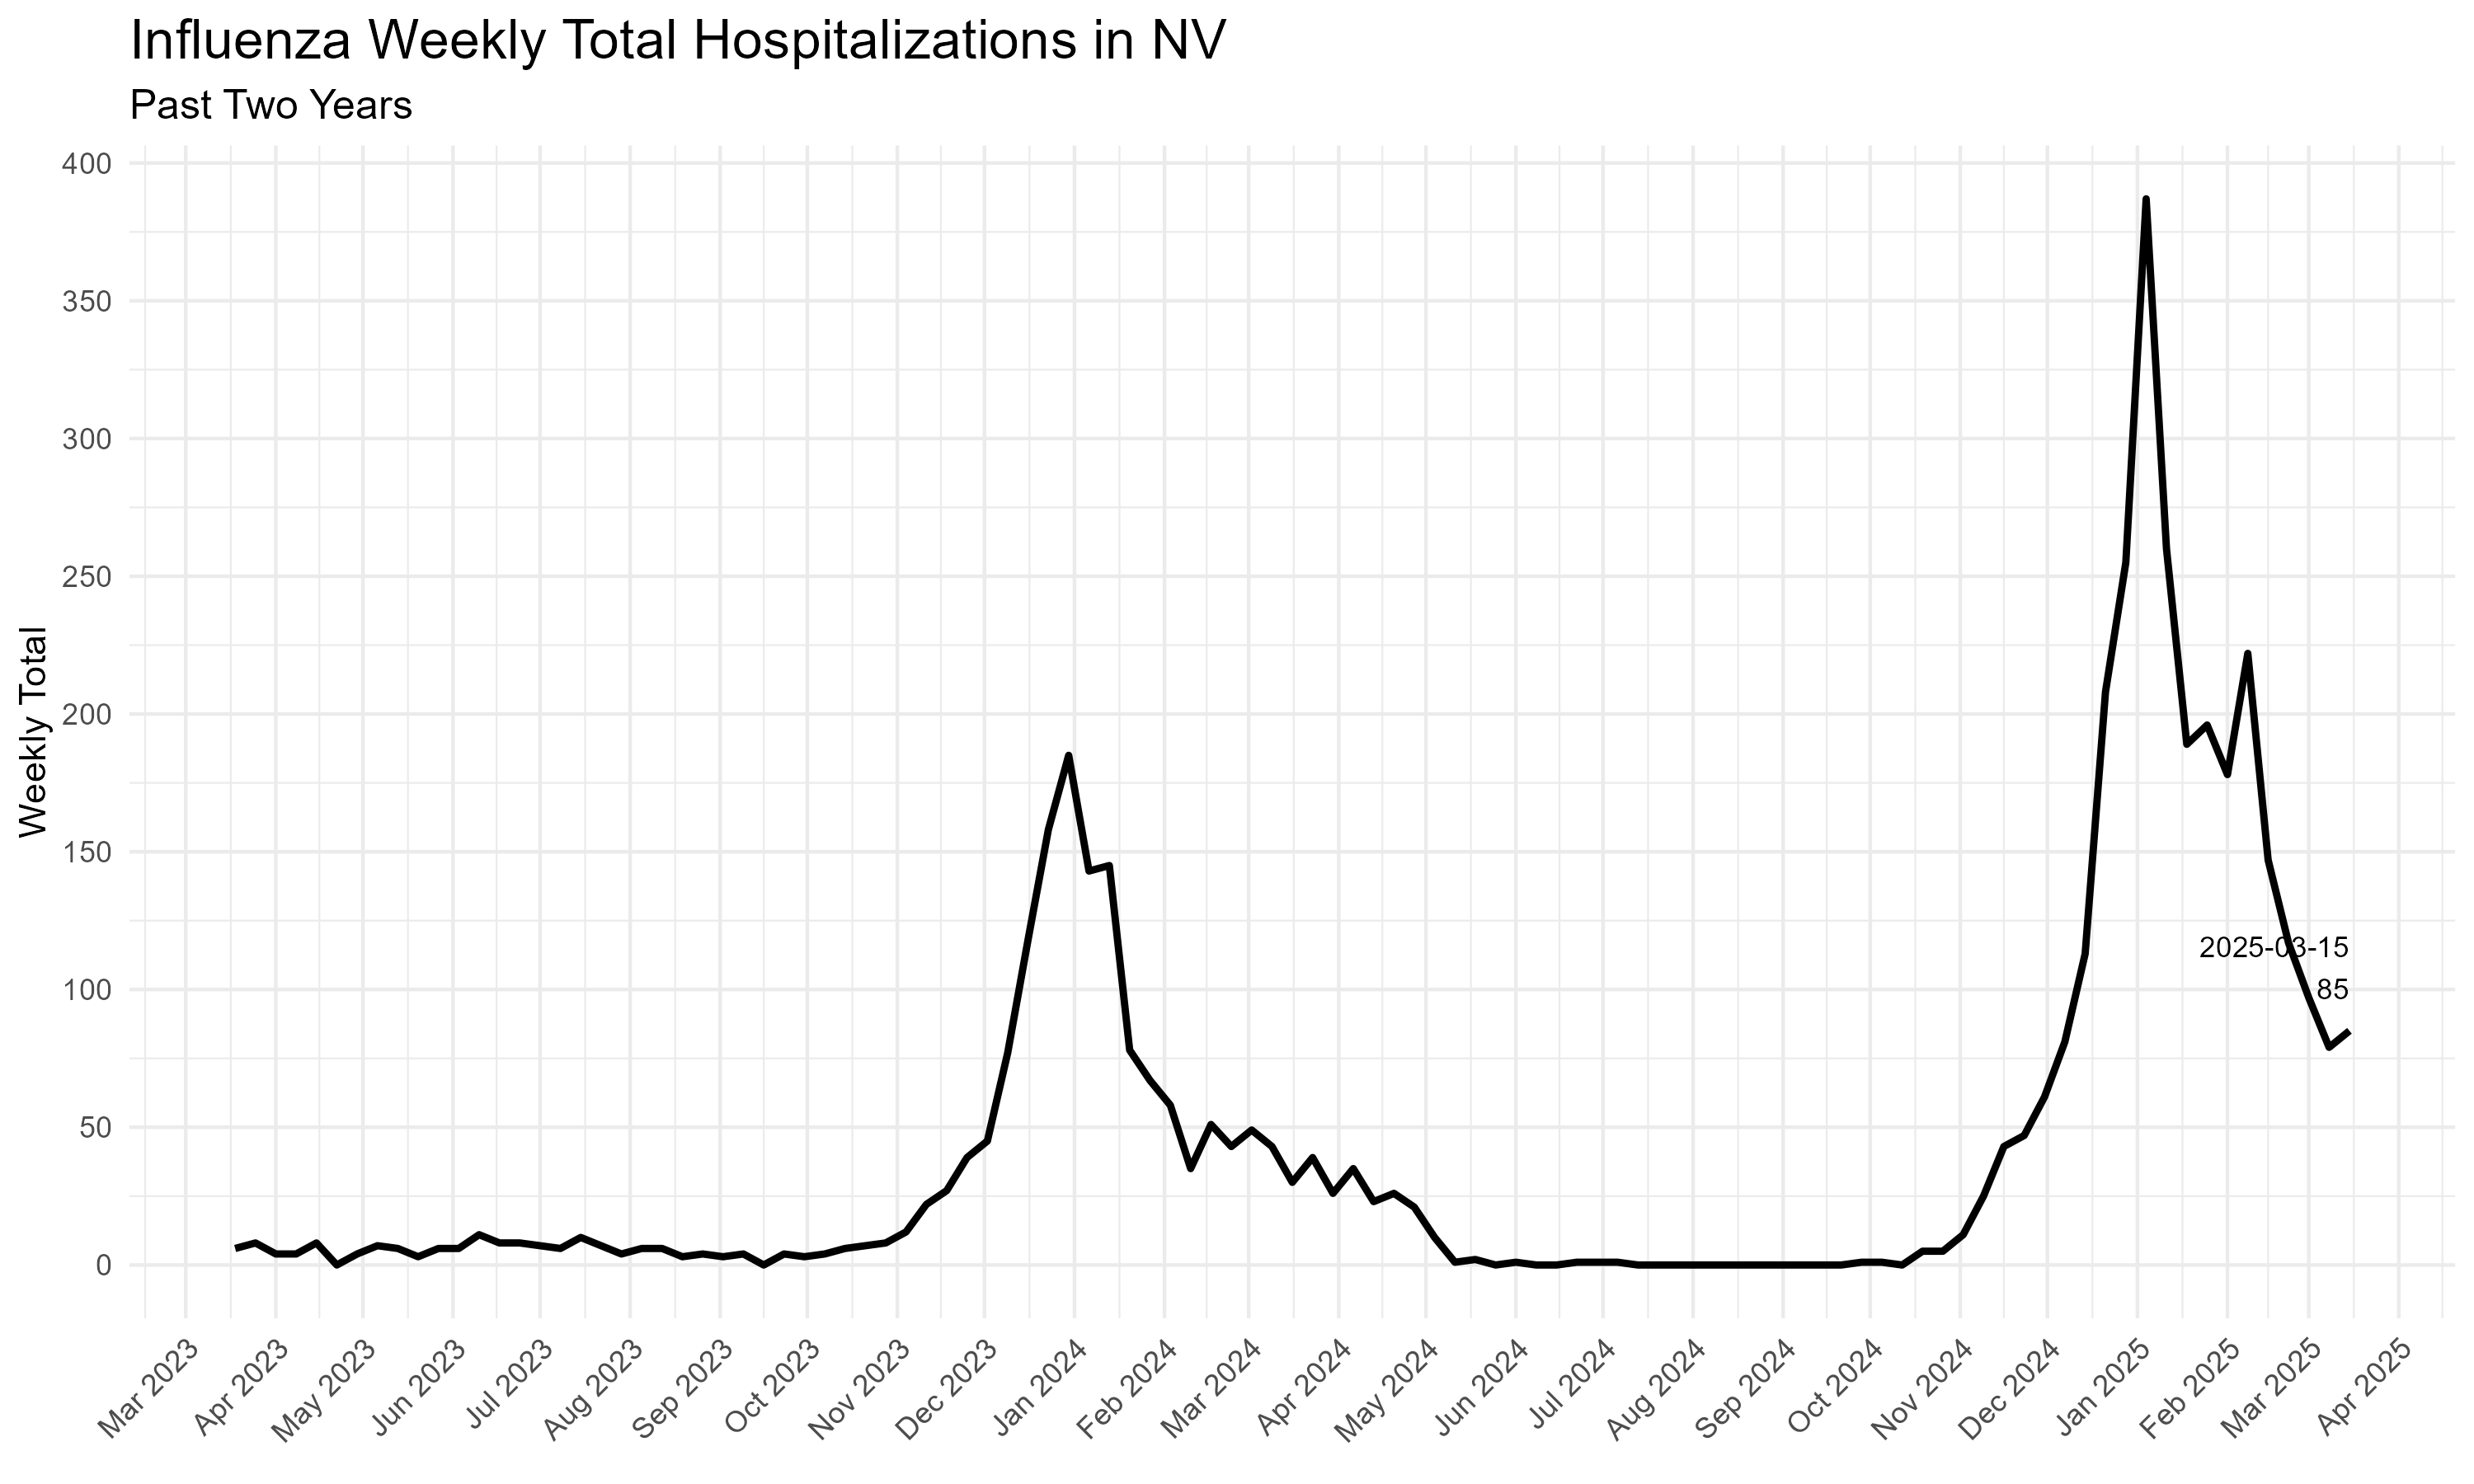 Influenza Weekly Total Hospitalizations in NV
Past Two Years
Weekly Total
400
350
300
250
200
150
100
50
0
2025-03-15
85
Mar 2023
Apr 2023
May 2023
Jun 2023
Jul 2023
Aug 2023
Sep 2023
Oct 2023
Nov 2023
Dec 2023
Jan 2024
Feb 2024
Mar 2024
Apr 2024
May 2024
Jun 2024
Jul 2024
Aug 2024
Sep 2024
Oct 2024
Nov 2024
Dec 2024
Jan 2025
Feb 2025
Mar 2025
Apr 2025